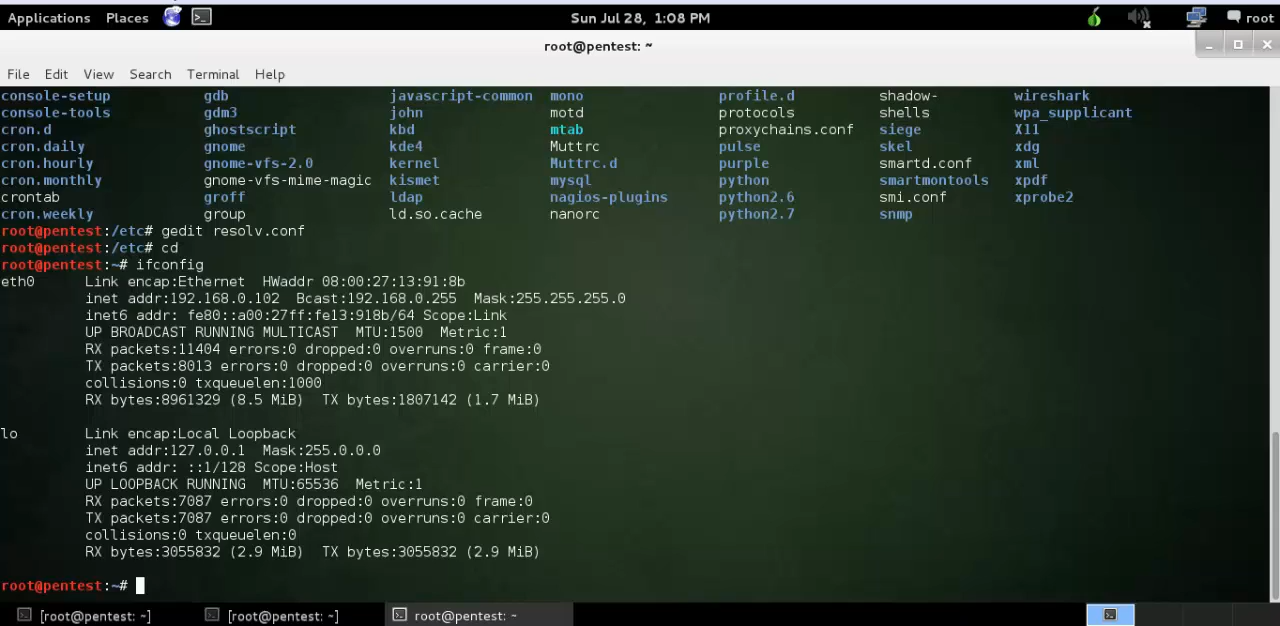 Applications Places Sun Jul 28, 1:08 PM root
root@pentest: ~
File Edit View Search Terminal Help
console-setup gdb javascript-common mono profile.d shadow- wireshark
console-tools gdm3 john motd protocols shells wpa_supplicant
cron.d ghostscript kbd mtab proxychains.conf siege X11
cron.daily gnome kde4 Muttrc pulse skel xdg
cron.hourly gnome-vfs-2.0 kernel Muttrc.d purple smartd.conf xml
cron.monthly gnome-vfs-mime-magic kismet mysql python smartmontools xpdf
crontab groff ldap nagios-plugins python2.6 smi.conf xprobe2
cron.weekly group ld.so.cache nanorc python2.7 snmp
root@pentest:/etc# gedit resolv.conf
root@pentest:/etc# cd
root@pentest:~# ifconfig
eth0 Link encap:Ethernet HWaddr 08:00:27:13:91:8b
inet addr:192.168.0.102 Bcast:192.168.0.255 Mask:255.255.255.0
inet6 addr: fe80::a00:27ff:fe13:918b/64 Scope:Link
UP BROADCAST RUNNING MULTICAST MTU:1500 Metric:1
RX packets:11404 errors:0 dropped:0 overruns:0 frame:0
TX packets:8013 errors:0 dropped:0 overruns:0 carrier:0
collisions:0 txqueuelen:1000
RX bytes:8961329 (8.5 MiB) TX bytes:1807142 (1.7 MiB)
lo Link encap:Local Loopback
inet addr:127.0.0.1 Mask:255.0.0.0
inet6 addr: ::1/128 Scope:Host
UP LOOPBACK RUNNING MTU:65536 Metric:1
RX packets:7087 errors:0 dropped:0 overruns:0 frame:0
TX packets:7087 errors:0 dropped:0 overruns:0 carrier:0
collisions:0 txqueuelen:0
RX bytes:3055832 (2.9 MiB) TX bytes:3055832 (2.9 MiB)
root@pentest:~#
[root@pentest: ~] [root@pentest: ~] root@pentest: ~